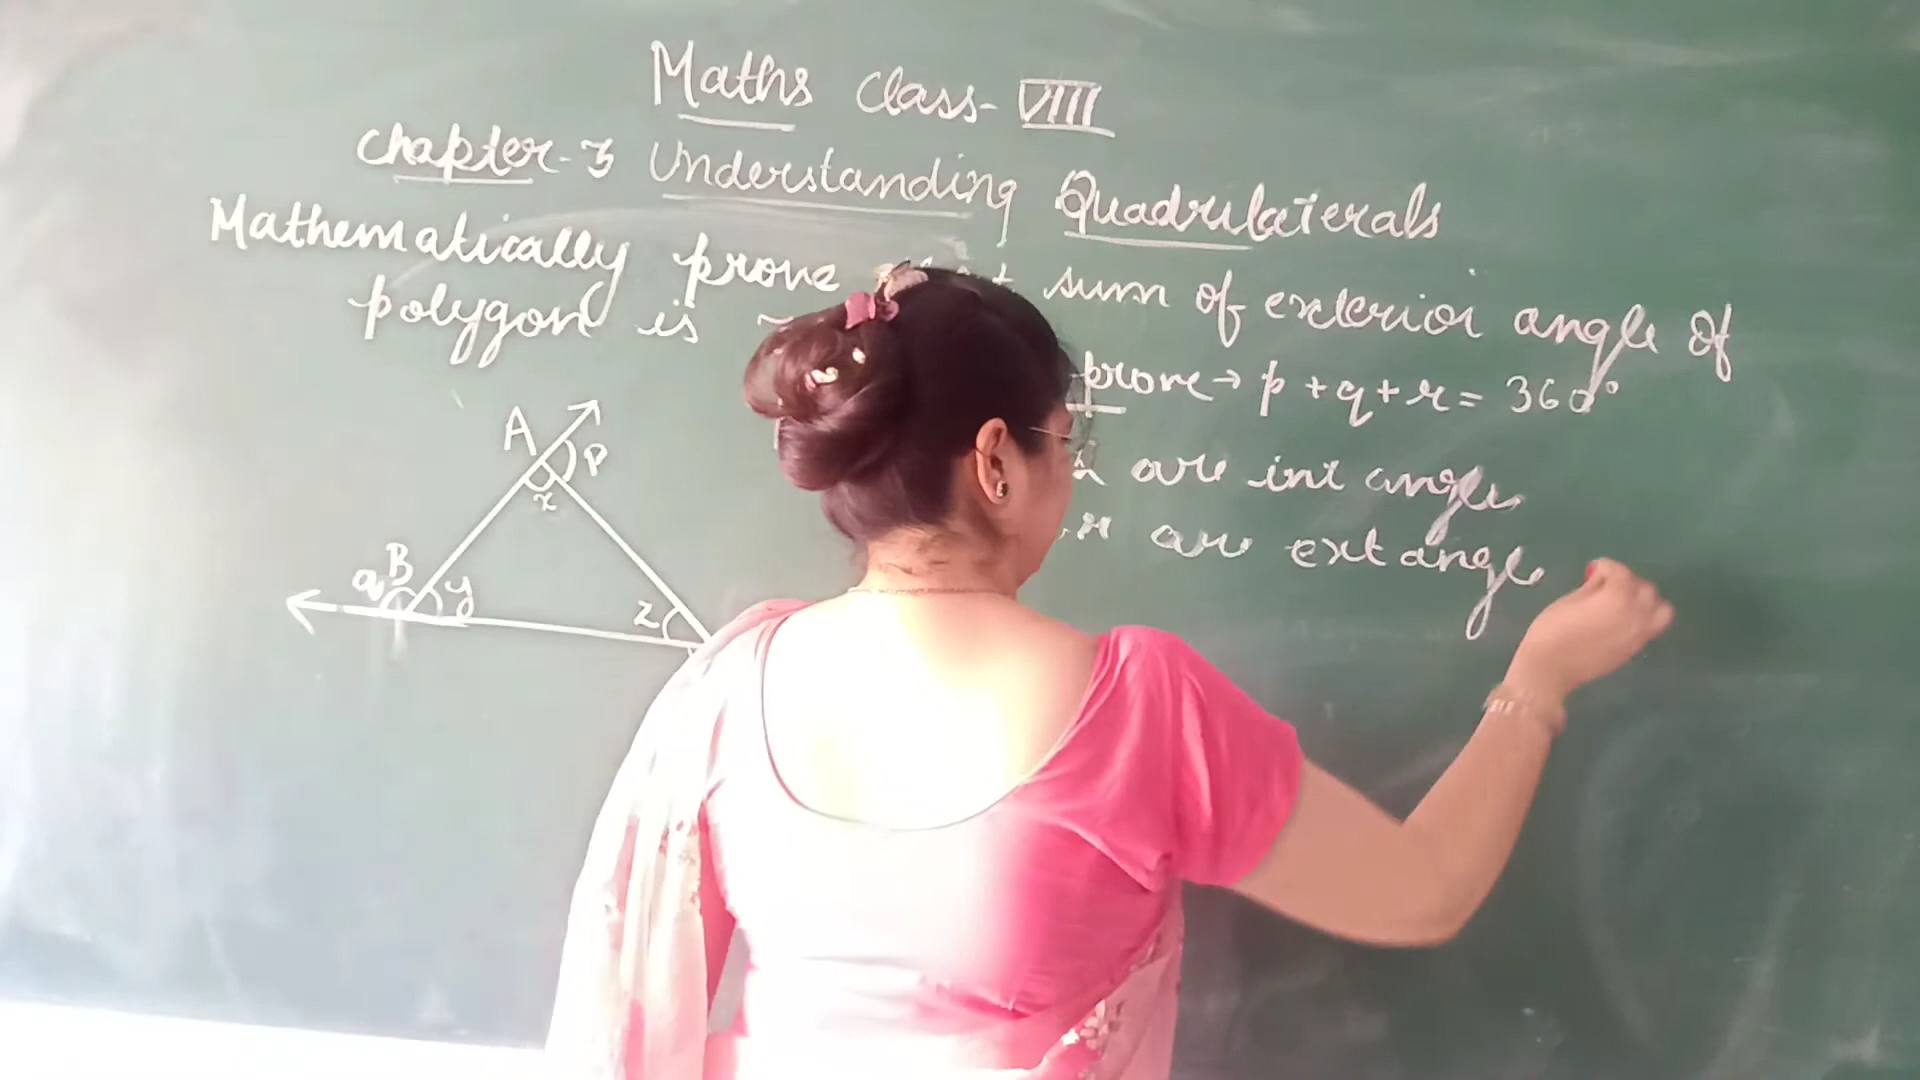 Maths Class-VIII
Chapter-3 Understanding Quadrilaterals
Mathematically prove sum of exterior angle of
polygon is
prove→ p+q+r= 360°
are int angles
r are ext angle
A
P
x
B
q
y
z